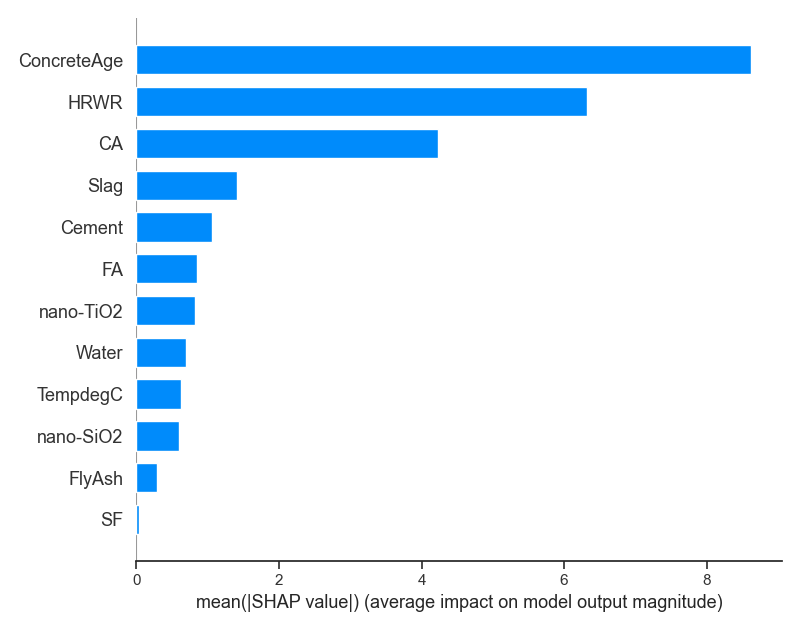 ConcreteAge
HRWR
CA
Slag
Cement
FA
nano-TiO2
Water
TempdegC
nano-SiO2
FlyAsh
SF
0 2 4 6 8
mean(|SHAP value|) (average impact on model output magnitude)